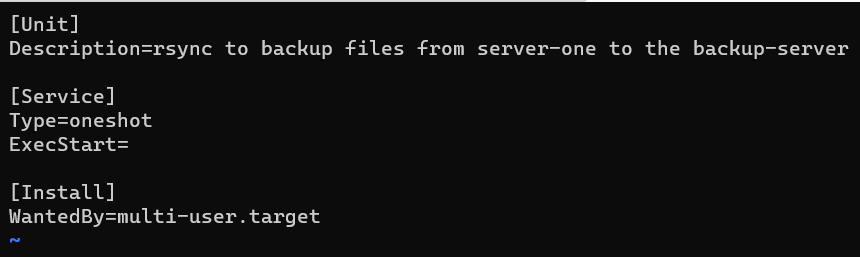 [Unit]
Description=rsync to backup files from server-one to the backup-server
[Service]
Type=oneshot
ExecStart=
[Install]
WantedBy=multi-user.target
~